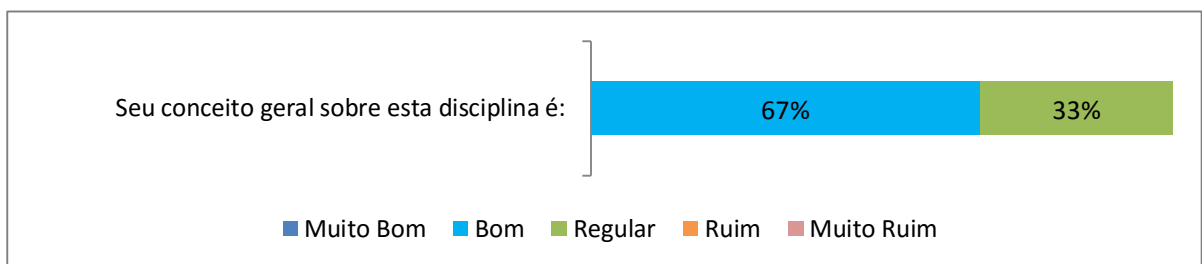 Seu conceito geral sobre esta disciplina é:
67%
33%
Muito Bom
Bom
Regular
Ruim
Muito Ruim